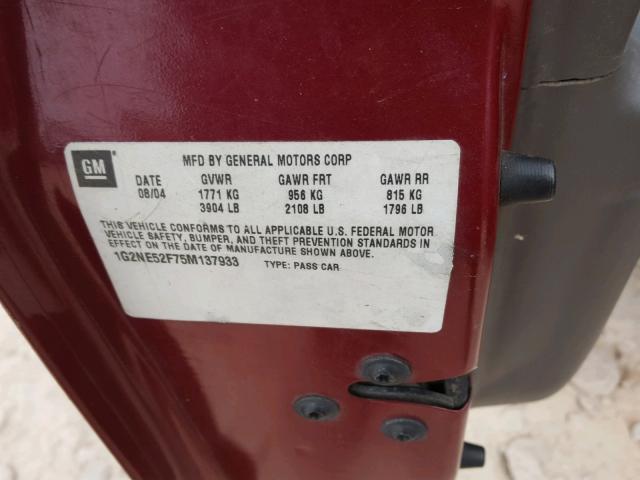 GM
MFD BY GENERAL MOTORS CORP
DATE GVWR GAWR FRT GAWR RR
08/04 1771 KG 956 KG 815 KG
3904 LB 2108 LB 1796 LB
THIS VEHICLE CONFORMS TO ALL APPLICABLE U.S. FEDERAL MOTOR
VEHICLE SAFETY, BUMPER, AND THEFT PREVENTION STANDARDS IN
EFFECT ON THE DATE OF MANUFACTURE SHOWN ABOVE.
1G2NE52F75M137933 TYPE: PASS CAR